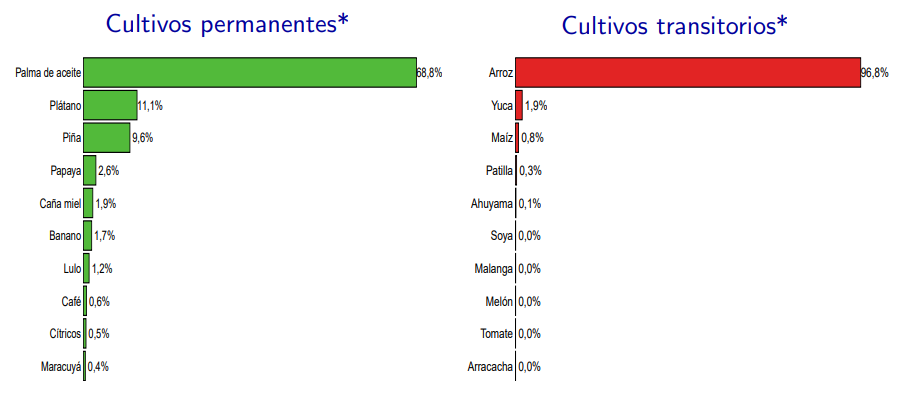 Cultivos permanentes*
Palma de aceite 68,8%
Plátano 11,1%
Piña 9,6%
Papaya 2,6%
Caña miel 1,9%
Banano 1,7%
Lulo 1,2%
Café 0,6%
Cítricos 0,5%
Maracuyá 0,4%
Cultivos transitorios*
Arroz 96,8%
Yuca 1,9%
Maíz 0,8%
Patilla 0,3%
Ahuyama 0,1%
Soya 0,0%
Malanga 0,0%
Melón 0,0%
Tomate 0,0%
Arracacha 0,0%